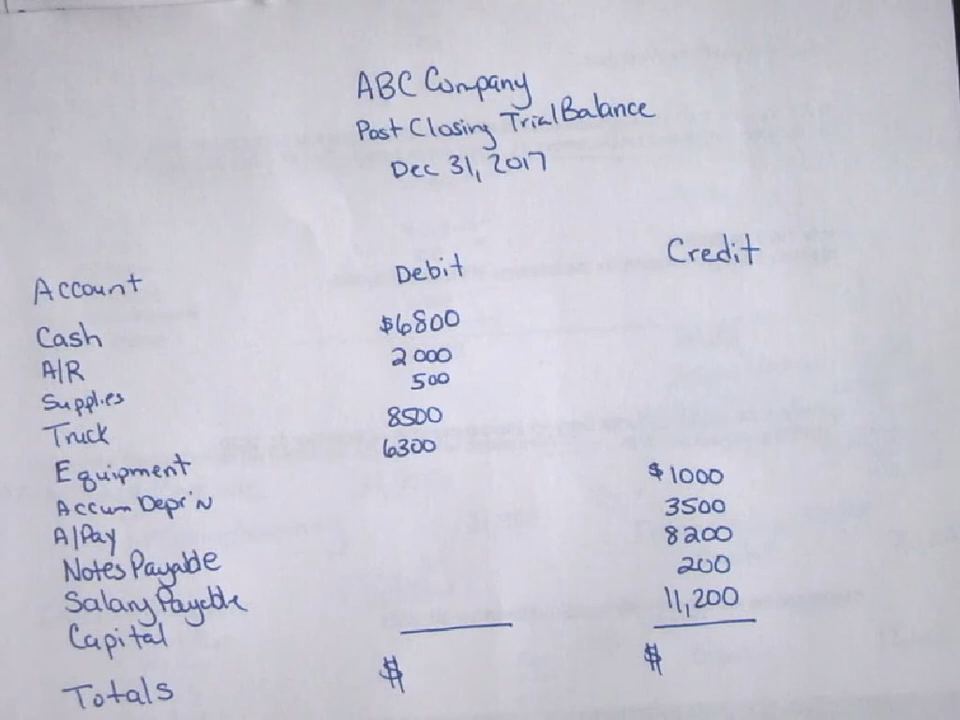 ABC Company
Post Closing Trial Balance
Dec 31, 2017
Account Debit Credit
Cash $6800
A/R 2000
Supplies 500
Truck 8500
Equipment 6300
Accum Depr'n $1000
A/Pay 3500
Notes Payable 8200
Salary Payable 200
Capital 11,200
Totals $ $